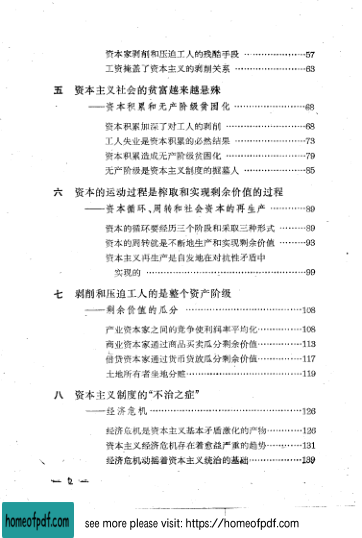 资本家剥削和压迫工人的残酷手段 ……………57
工资掩盖了资本主义的剥削关系 ……………63
五 资本主义社会的贫富越来越悬殊
——资本积累和无产阶级贫困化 ……………68
资本积累加深了对工人的剥削 ……………68
工人失业是资本积累的必然结果 ……………73
资本积累造成无产阶级贫困化 ……………79
无产阶级是资本主义制度的掘墓人 ……………85
六 资本的运动过程是榨取和实现剩余价值的过程
——资本循环、周转和社会资本的再生产 …………89
资本的循环要经历三个阶段和采取三种形式 ………89
资本的周转就是不断地生产和实现剩余价值 ………93
资本主义再生产是自发地在对抗性矛盾中
实现的 ……………………………99
七 剥削和压迫工人的是整个资产阶级
——剩余价值的瓜分 ……………………108
产业资本家之间的竞争使利润率平均化……………108
商业资本家通过商品买卖瓜分剩余价值……………113
借贷资本家通过货币贷放瓜分剩余价值……………117
土地所有者坐地分赃……………………119
八 资本主义制度的“不治之症”
——经济危机……………………………126
经济危机是资本主义基本矛盾激化的产物…………126
资本主义经济危机存在着愈益严重的趋势…………131
经济危机动摇着资本主义统治的基础……………139
— 2 —
homeofpdf.com
see more please visit: https://homeofpdf.com